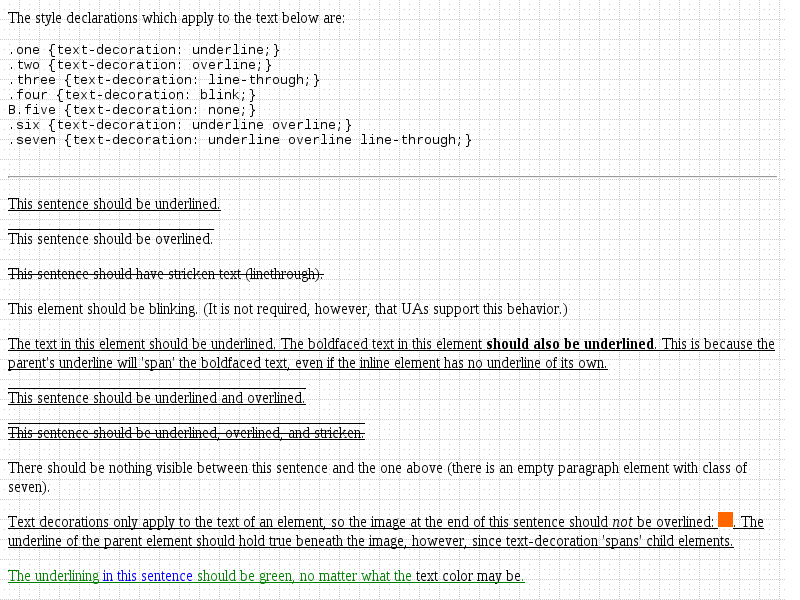 The style declarations which apply to the text below are:
.one {text-decoration: underline;}
.two {text-decoration: overline;}
.three {text-decoration: line-through;}
.four {text-decoration: blink;}
B.five {text-decoration: none;}
.six {text-decoration: underline overline;}
.seven {text-decoration: underline overline line-through;}
This sentence should be underlined.
This sentence should be overlined.
This sentence should have stricken text (linethrough).
This element should be blinking. (It is not required, however, that UAs support this behavior.)
The text in this element should be underlined. The boldfaced text in this element should also be underlined. This is because the
parent's underline will 'span' the boldfaced text, even if the inline element has no underline of its own.
This sentence should be underlined and overlined.
This sentence should be underlined, overlined, and stricken.
There should be nothing visible between this sentence and the one above (there is an empty paragraph element with class of
seven).
Text decorations only apply to the text of an element, so the image at the end of this sentence should not be overlined: . The
underline of the parent element should hold true beneath the image, however, since text-decoration 'spans' child elements.
The underlining in this sentence should be green, no matter what the text color may be.